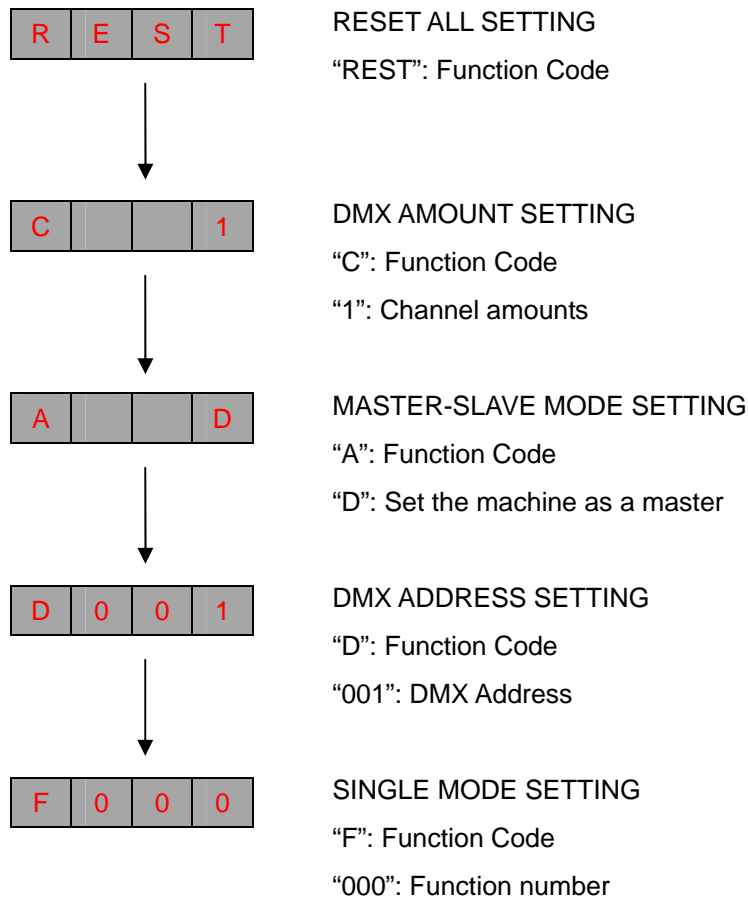 R E S T
RESET ALL SETTING
“REST”: Function Code
C 1
DMX AMOUNT SETTING
“C”: Function Code
“1”: Channel amounts
A D
MASTER-SLAVE MODE SETTING
“A”: Function Code
“D”: Set the machine as a master
D 0 0 1
DMX ADDRESS SETTING
“D”: Function Code
“001”: DMX Address
F 0 0 0
SINGLE MODE SETTING
“F”: Function Code
“000”: Function number